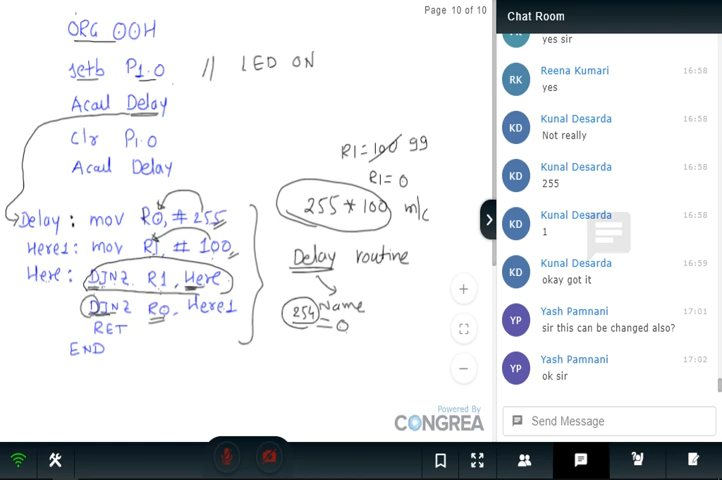 Page 10 of 10
ORG 00H
setb P1.0 // LED ON
Acall Delay
Clr P1.0
Acall Delay
R1=100 99
R1=0
255*100 m/c
Delay: mov R0, #255
Here1: mov R1, #100
Here: DJNZ R1, Here
DJNZ R0, Here1
RET
END
Delay routine
Name
254
=0
Powered By
CONGREA
Chat Room
yes sir
RK
Reena Kumari 16:58
yes
KD
Kunal Desarda 16:58
Not really
KD
Kunal Desarda 16:58
255
KD
Kunal Desarda 16:58
1
KD
Kunal Desarda 16:59
okay got it
YP
Yash Pamnani 17:01
sir this can be changed also?
YP
Yash Pamnani 17:02
ok sir
Send Message